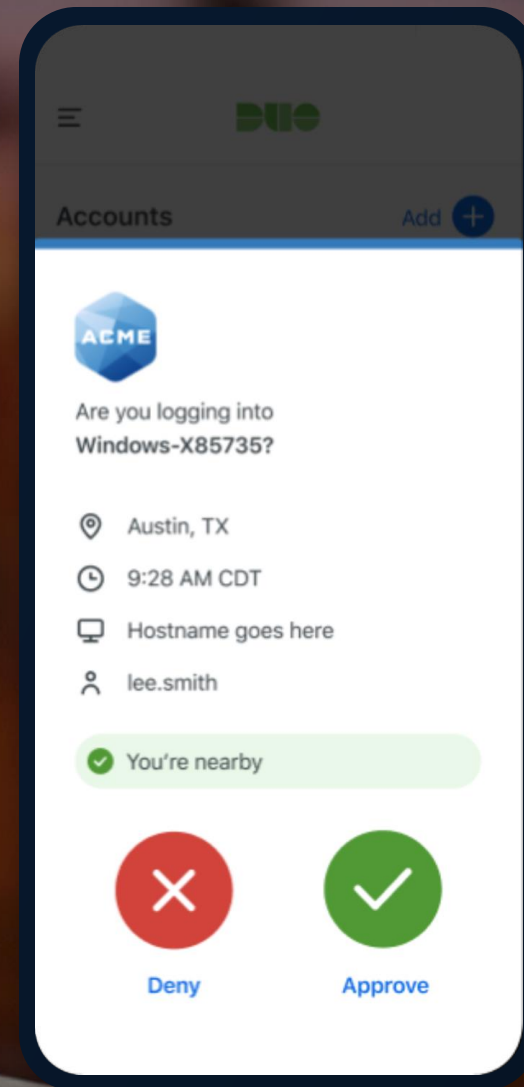 DUO
Accounts
Add
ACME
Are you logging into
Windows-X85735?
Austin, TX
9:28 AM CDT
Hostname goes here
lee.smith
You're nearby
Deny
Approve